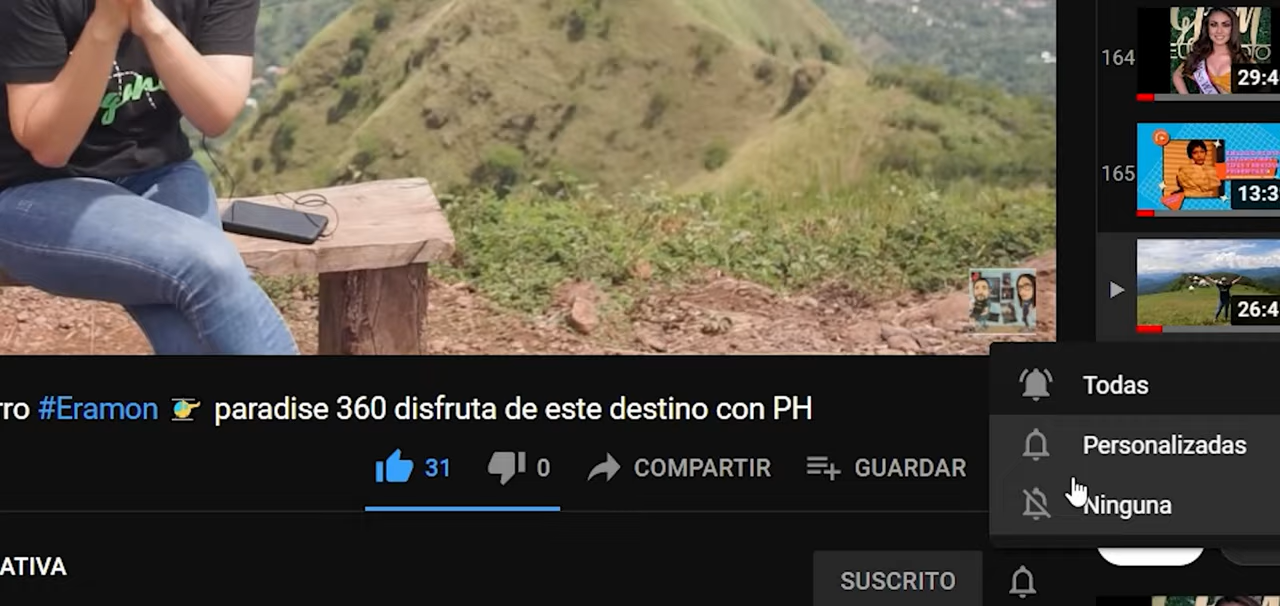 164
29:4
165
13:3
26:4
rro #Eramon paradise 360 disfruta de este destino con PH
31 0 COMPARTIR GUARDAR
Todas
Personalizadas
Ninguna
ATIVA
SUSCRITO